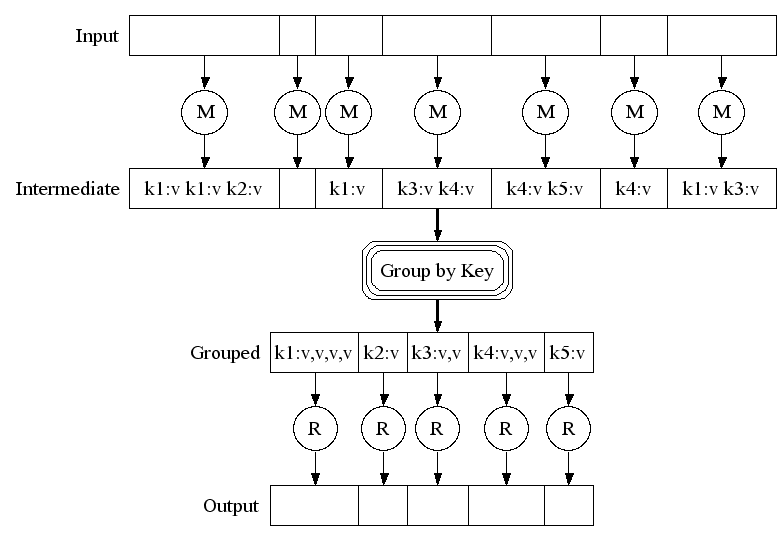 Input
M M M M M M M
Intermediate k1:v k1:v k2:v k1:v k3:v k4:v k4:v k5:v k4:v k1:v k3:v
Group by Key
Grouped k1:v,v,v,v k2:v k3:v,v k4:v,v,v k5:v
R R R R R
Output